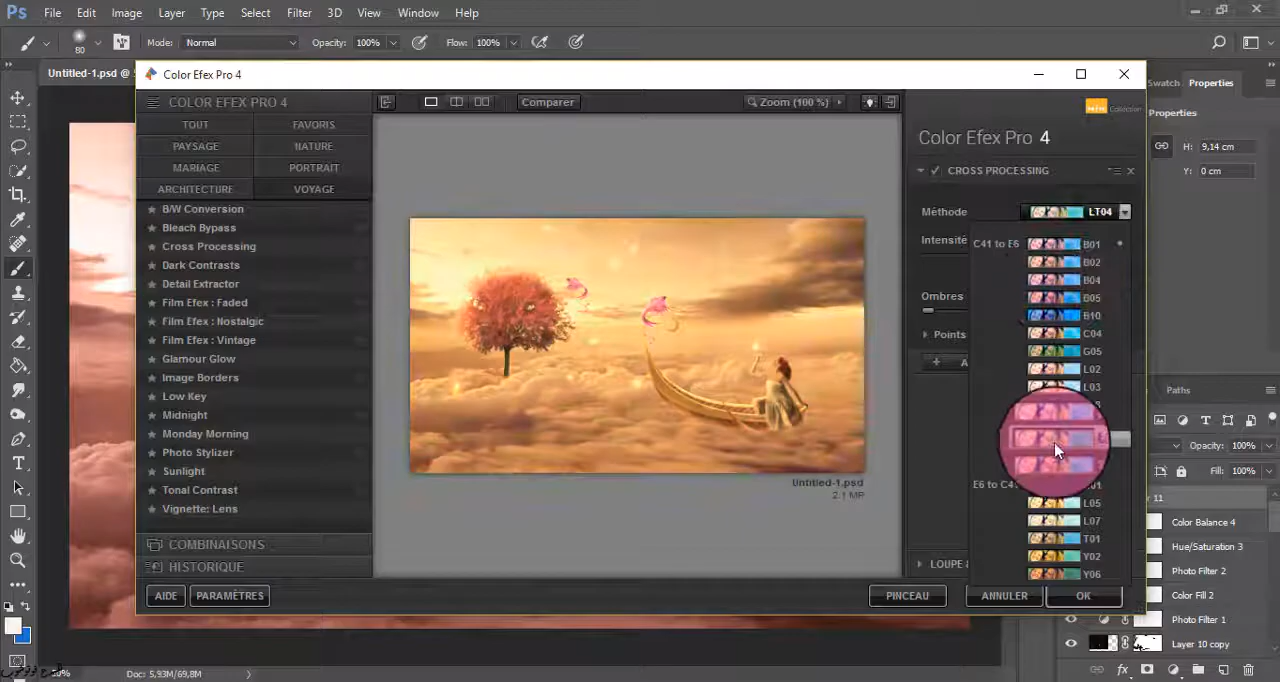 Ps File Edit Image Layer Type Select Filter 3D View Window Help
80 Mode: Normal Opacity: 100% Flow: 100%
Untitled-1.psd @
Color Efex Pro 4
Swatch Properties
COLOR EFEX PRO 4
Comparer
Zoom (100 %)
Collection
Properties
TOUT FAVORIS
PAYSAGE NATURE
MARIAGE PORTRAIT
ARCHITECTURE VOYAGE
Color Efex Pro 4
H: 9,14 cm
Y: 0 cm
CROSS PROCESSING
B/W Conversion
Bleach Bypass
Cross Processing
Dark Contrasts
Detail Extractor
Film Efex : Faded
Film Efex : Nostalgic
Film Efex : Vintage
Glamour Glow
Image Borders
Low Key
Midnight
Monday Morning
Photo Stylizer
Sunlight
Tonal Contrast
Vignette: Lens
COMBINAISONS
HISTORIQUE
AIDE PARAMÈTRES
Untitled-1.psd
2.1 MP
Méthode LT04
Intensité
Ombres
Points
C41 to E6 B01
B02
B04
B05
B10
C04
G05
L02
L03
E6 to C41
L05
L07
T01
Y02
Y06
LOUPE &
PINCEAU ANNULER OK
Paths
Opacity: 100%
Fill: 100%
11
Color Balance 4
Hue/Saturation 3
Photo Filter 2
Color Fill 2
Photo Filter 1
Layer 10 copy
fx
Doc: 5,93M/69,8M